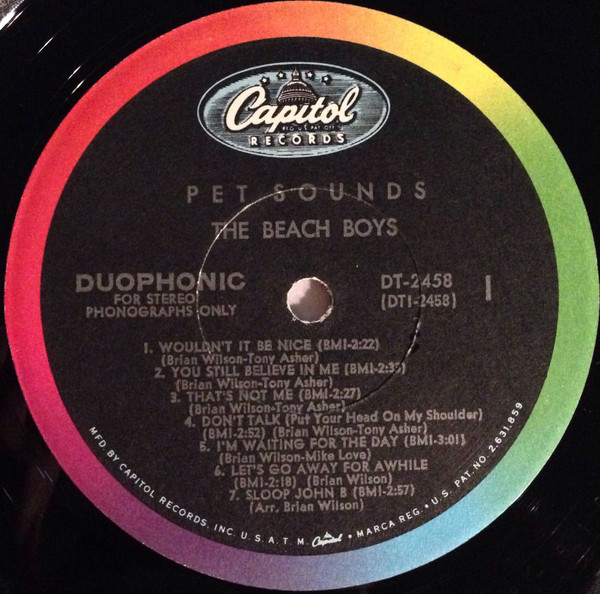 Capitol
REG. U.S. PAT. OFF.
RECORDS
PET SOUNDS
THE BEACH BOYS
DUOPHONIC
FOR STEREO
PHONOGRAPHS ONLY
DT-2458
(DT1-2458)
1
1. WOULDN'T IT BE NICE (BMI-2:22)
(Brian Wilson-Tony Asher)
2. YOU STILL BELIEVE IN ME (BMI-2:35)
(Brian Wilson-Tony Asher)
3. THAT'S NOT ME (BMI-2:27)
(Brian Wilson-Tony Asher)
4. DON'T TALK (Put Your Head On My Shoulder)
(BMI-2:52) (Brian Wilson-Tony Asher)
5. I'M WAITING FOR THE DAY (BMI-3:01)
(Brian Wilson-Mike Love)
6. LET'S GO AWAY FOR AWHILE
(BMI-2:18) (Brian Wilson)
7. SLOOP JOHN B (BMI-2:57)
(Arr. Brian Wilson)
MFD. BY CAPITOL RECORDS, INC. U.S.A. T.M. Capitol • MARCA REG. • U.S. PAT. NO. 2,631,859